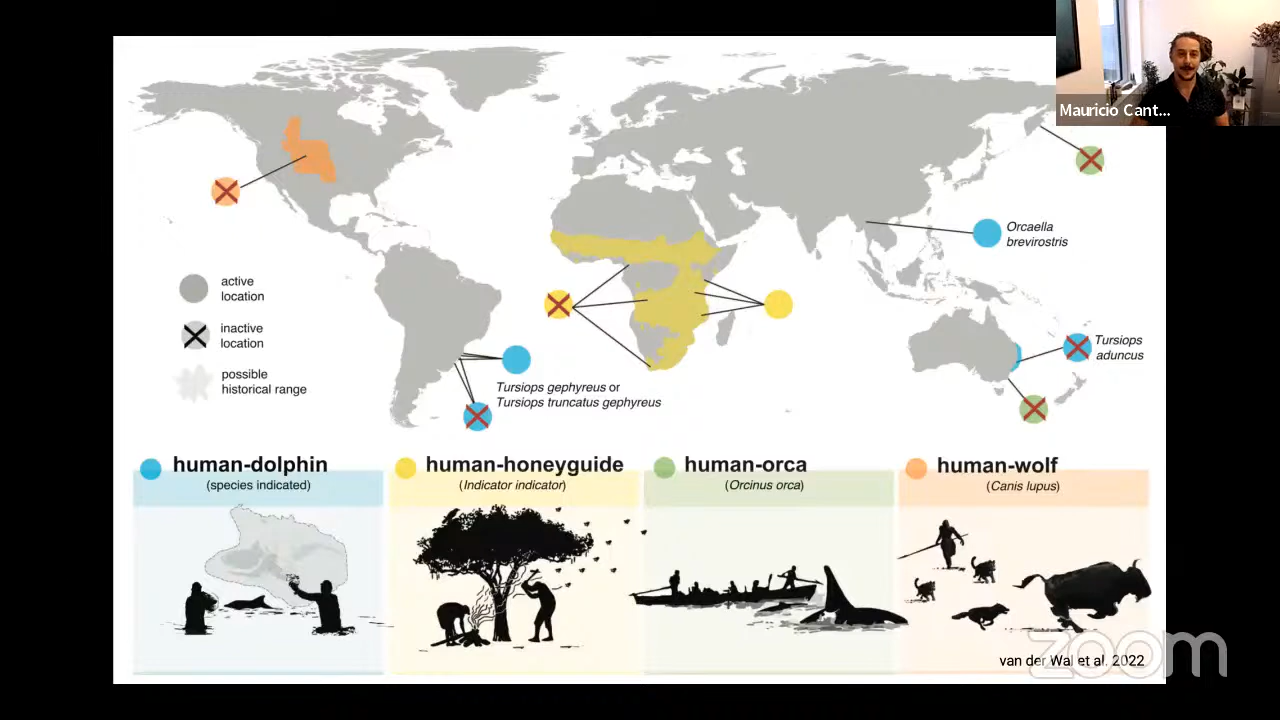 Mauricio Cant...
Orcaella
brevirostris
active
location
inactive
location
possible
historical range
Tursiops
aduncus
Tursiops gephyreus or
Tursiops truncatus gephyreus
human-dolphin
(species indicated)
human-honeyguide
(Indicator indicator)
human-orca
(Orcinus orca)
human-wolf
(Canis lupus)
van der Wal et al. 2022
zoom